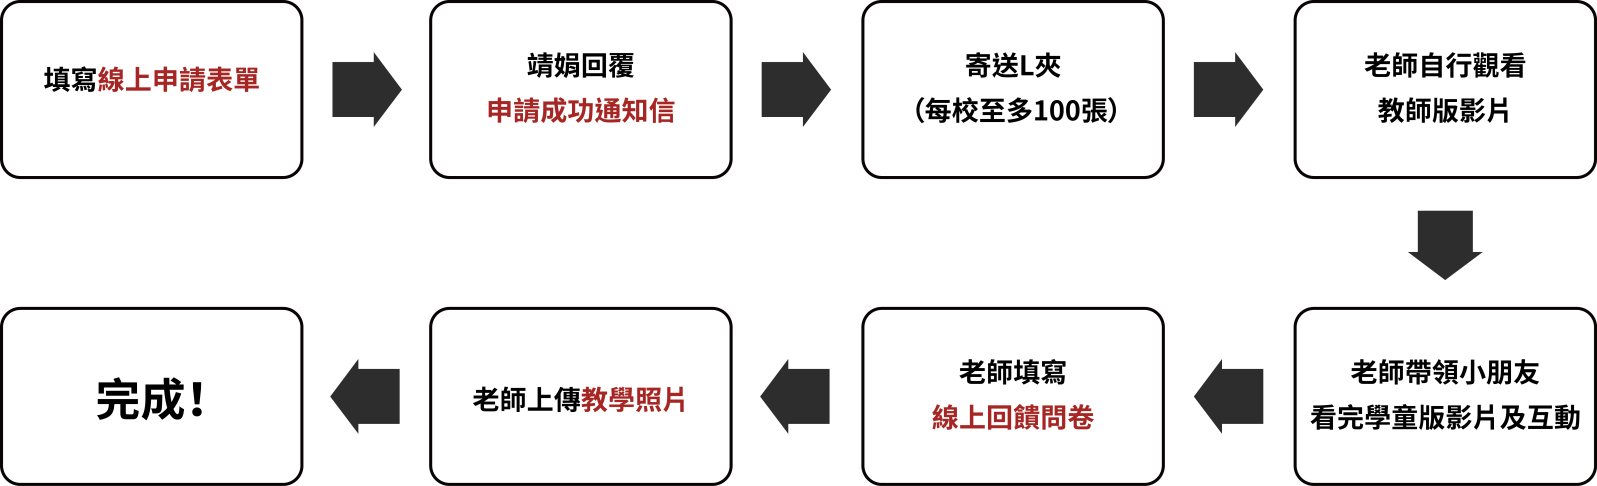 填寫線上申請表單
靖娟回覆
申請成功通知信
寄送L夾
（每校至多100張）
老師自行觀看
教師版影片
老師帶領小朋友
看完學童版影片及互動
老師填寫
線上回饋問卷
老師上傳教學照片
完成！